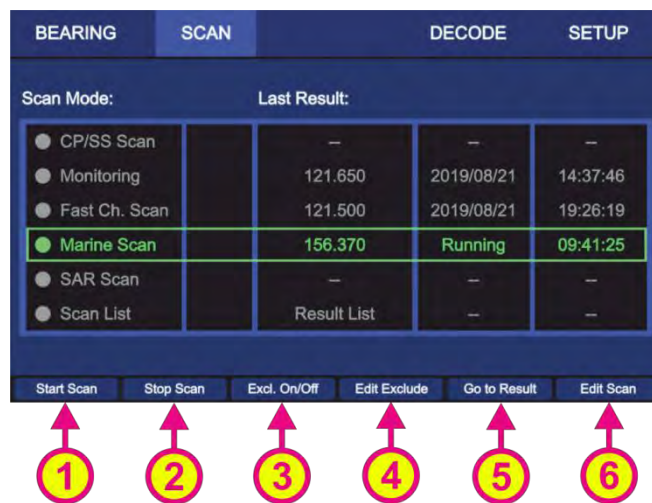 BEARING SCAN DECODE SETUP
Scan Mode: Last Result:
CP/SS Scan -- -- --
Monitoring 121.650 2019/08/21 14:37:46
Fast Ch. Scan 121.500 2019/08/21 19:26:19
Marine Scan 156.370 Running 09:41:25
SAR Scan -- -- --
Scan List Result List -- --
Start Scan Stop Scan Excl. On/Off Edit Exclude Go to Result Edit Scan
1 2 3 4 5 6